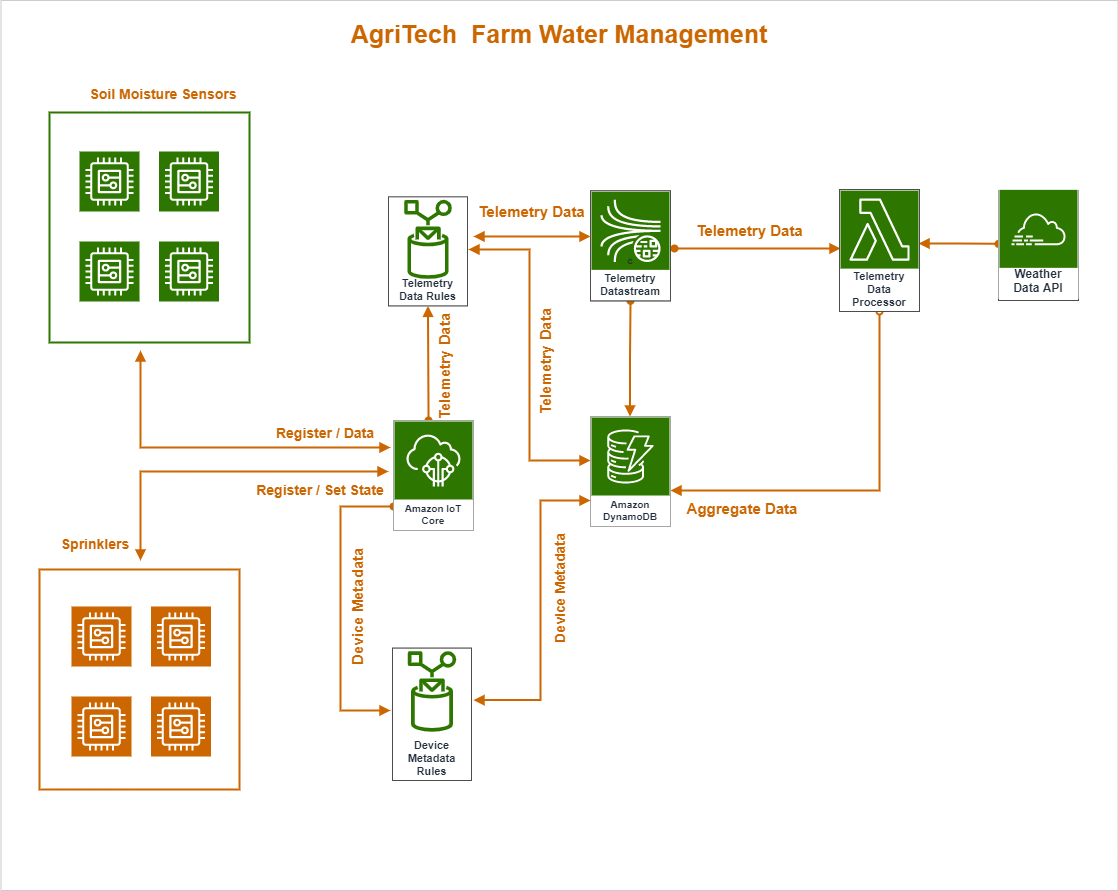 AgriTech  Farm Water Management
Soil Moisture Sensors
Telemetry
Data Rules
Telemetry Data
Telemetry
Datastream
Telemetry Data
Telemetry
Data
Processor
Weather
Data API
Telemetry Data
Telemetry Data
Register / Data
Register / Set State
Amazon IoT
Core
Amazon
DynamoDB
Aggregate Data
Sprinklers
Device Metadata
Device Metadata
Device
Metadata
Rules